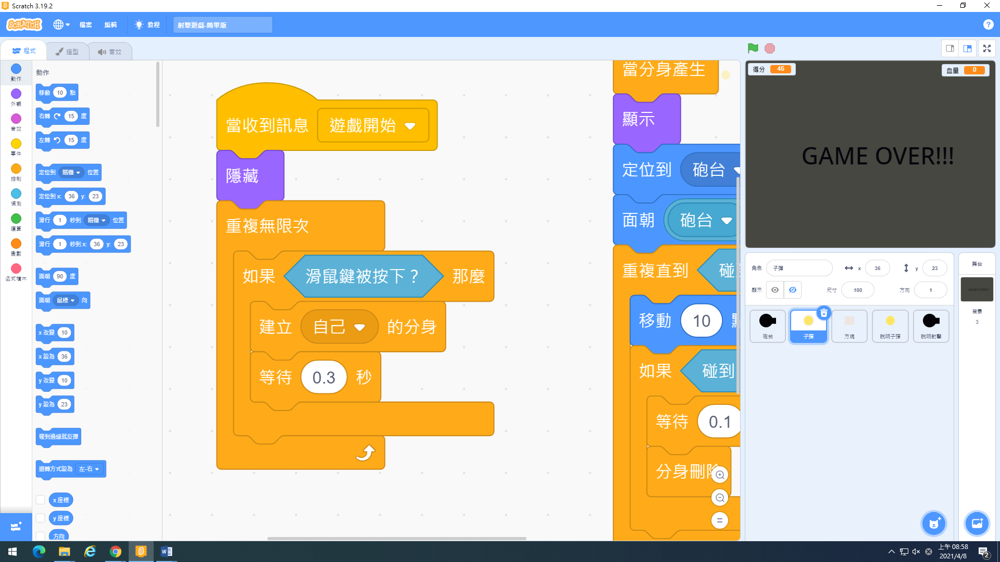 Scratch 3.19.2
SCRATCH
檔案
編輯
教程
射擊遊戲-簡單版
程式
造型
音效
動作
外觀
音效
事件
控制
偵測
運算
變數
函式積木
動作
移動 10 點
右轉 15 度
左轉 15 度
定位到 隨機 位置
定位到 x: 36 y: 23
滑行 1 秒到 隨機 位置
滑行 1 秒到 x: 36 y: 23
面朝 90 度
面朝 鼠標 向
x 改變 10
x 設為 36
y 改變 10
y 設為 23
碰到邊緣就反彈
迴轉方式設為 左-右
x 座標
y 座標
方向
當收到訊息 遊戲開始
隱藏
重複無限次
如果 滑鼠鍵被按下? 那麼
建立 自己 的分身
等待 0.3 秒
當分身產生
顯示
定位到 砲台
面朝 砲台
重複直到
移動 10
如果 碰到
等待 0.1
分身刪除
得分 46
血量 0
GAME OVER!!!
角色 子彈 x 36 y 23
顯示 尺寸 100 方向 1
砲台
子彈
方塊
說明子彈
說明射擊
舞台
GAME OVER!!!
背景
3
上午 08:58
2021/4/8
2